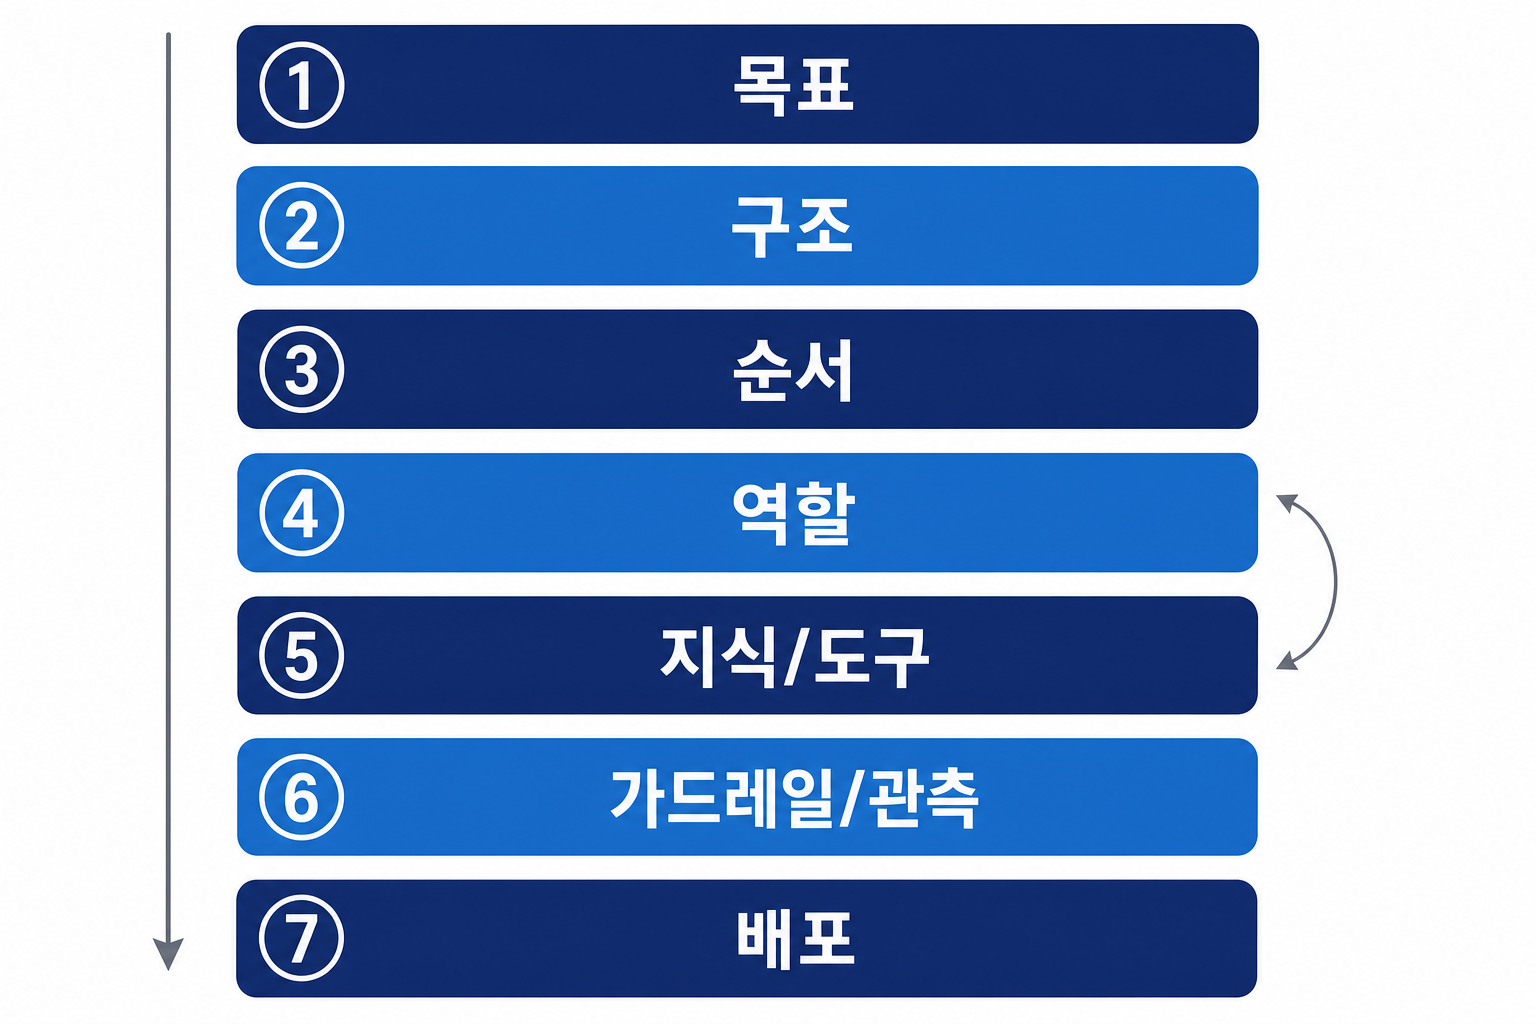 ① 목표
② 구조
③ 순서
④ 역할
⑤ 지식/도구
⑥ 가드레일/관측
⑦ 배포